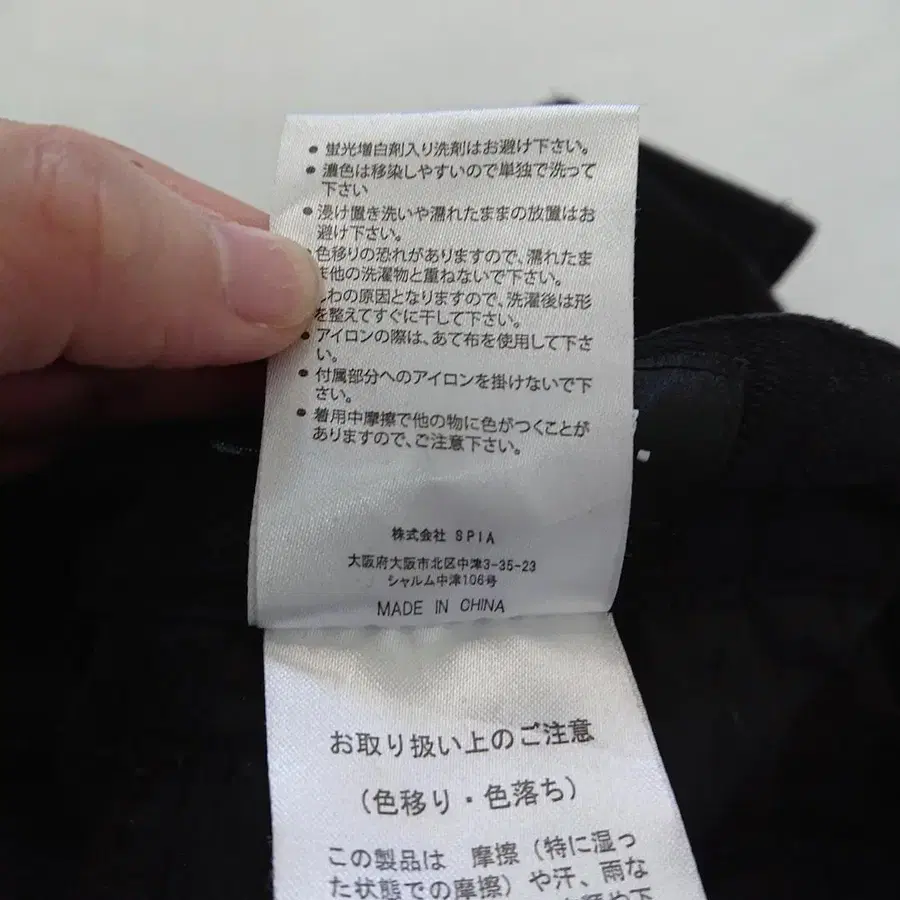 ● 蛍光増白剤入り洗剤はお避け下さい。
● 濃色は移染しやすいので単独で洗って
下さい
● 浸け置き洗いや濡れたままの放置はお
避け下さい。
● 色移りの恐れがありますので、濡れたま
ま他の洗濯物と重ねないで下さい。
しわの原因となりますので、洗濯後は形
を整えてすぐに干して下さい。
● アイロンの際は、あて布を使用して下さ
い。
● 付属部分へのアイロンを掛けないで下
さい。
● 着用中摩擦で他の物に色がつくことが
ありますので、ご注意下さい。
株式会社 SPIA
大阪府大阪市北区中津3-35-23
シャルム中津106号
MADE IN CHINA
お取り扱い上のご注意
(色移り・色落ち)
この製品は 摩擦(特に湿っ
た状態での摩擦)や汗、雨な